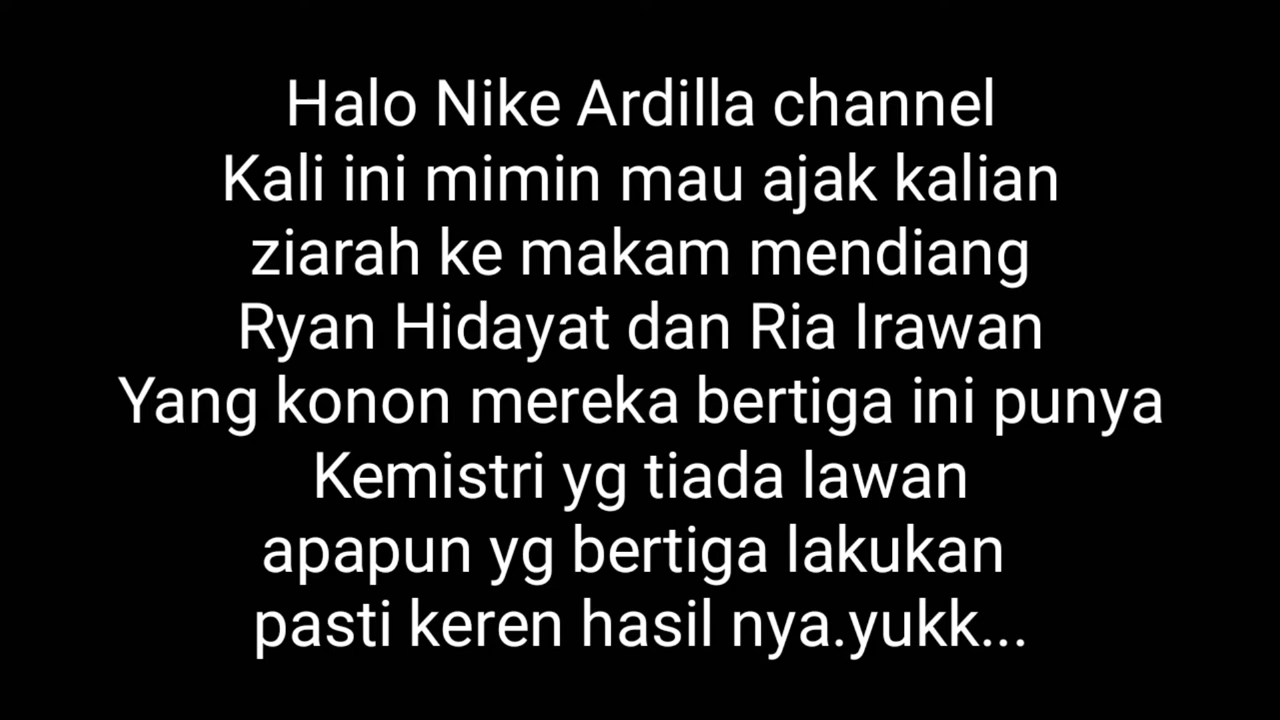 Halo Nike Ardilla channel
Kali ini mimin mau ajak kalian
ziarah ke makam mendiang
Ryan Hidayat dan Ria Irawan
Yang konon mereka bertiga ini punya
Kemistri yg tiada lawan
apapun yg bertiga lakukan
pasti keren hasil nya.yukk...